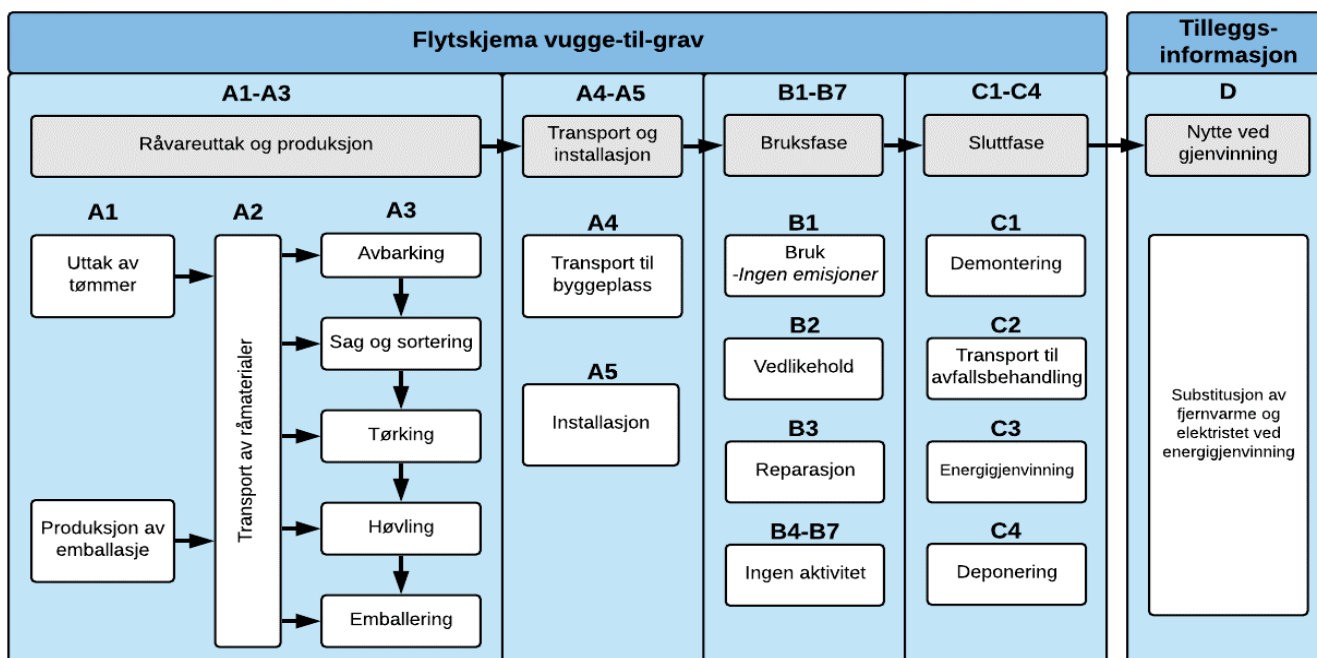 Flytskjema vugge-til-grav
Tilleggs-
informasjon
A1-A3
A4-A5
B1-B7
C1-C4
D
Råvareuttak og produksjon
Transport og
installasjon
Bruksfase
Sluttfase
Nytte ved
gjenvinning
A1
Uttak av
tømmer
Produksjon av
emballasje
A2
Transport av råmaterialer
A3
Avbarking
Sag og sortering
Tørking
Høvling
Emballering
A4
Transport til
byggeplass
A5
Installasjon
B1
Bruk
-Ingen emisjoner
B2
Vedlikehold
B3
Reparasjon
B4-B7
Ingen aktivitet
C1
Demontering
C2
Transport til
avfallsbehandling
C3
Energigjenvinning
C4
Deponering
Substitusjon av
fjernvarme og
elektristet ved
energigjenvinning